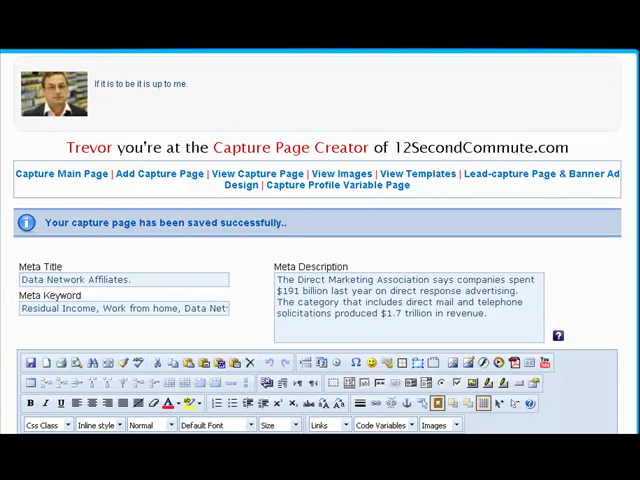 If it is to be it is up to me.
Trevor you're at the Capture Page Creator of 12SecondCommute.com
Capture Main Page | Add Capture Page | View Capture Page | View Images | View Templates | Lead-capture Page & Banner Ad
Design | Capture Profile Variable Page
Your capture page has been saved successfully..
Meta Title
Data Network Affiliates.
Meta Keyword
Residual Income, Work from home, Data Net
Meta Description
The Direct Marketing Association says companies spent
$191 billion last year on direct response advertising.
The category that includes direct mail and telephone
solicitations produced $1.7 trillion in revenue.
Css Class Inline style Normal Default Font Size Links Code Variables Images